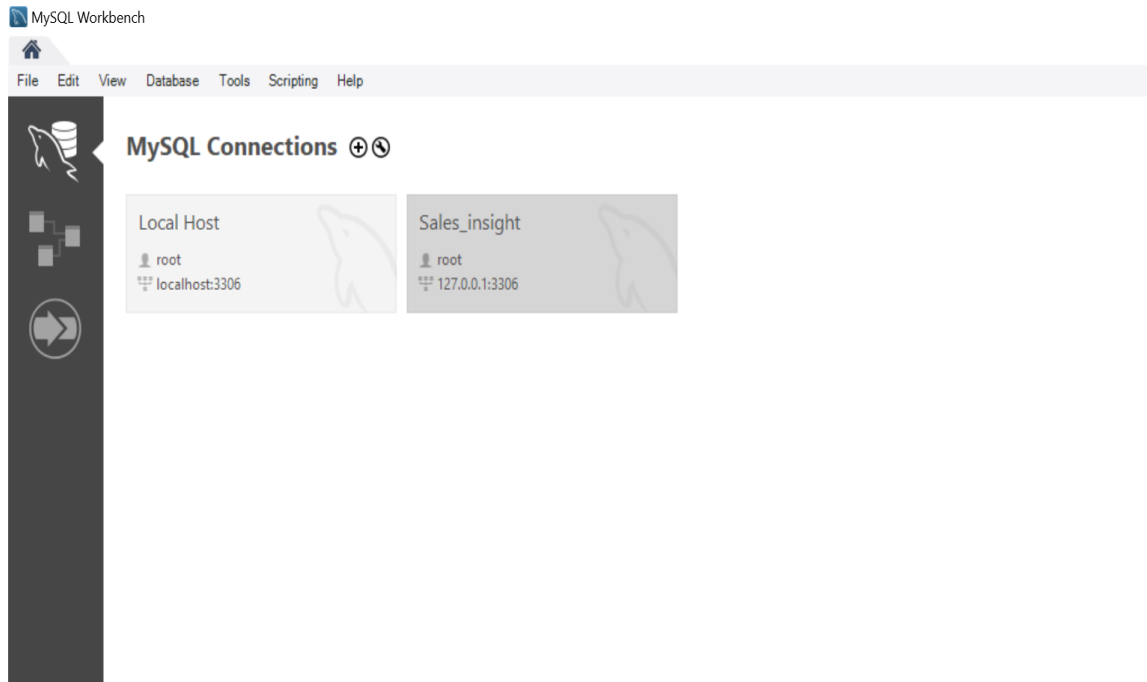 MySQL Workbench
File Edit View Database Tools Scripting Help
MySQL Connections
Local Host
root
localhost:3306
Sales_insight
root
127.0.0.1:3306